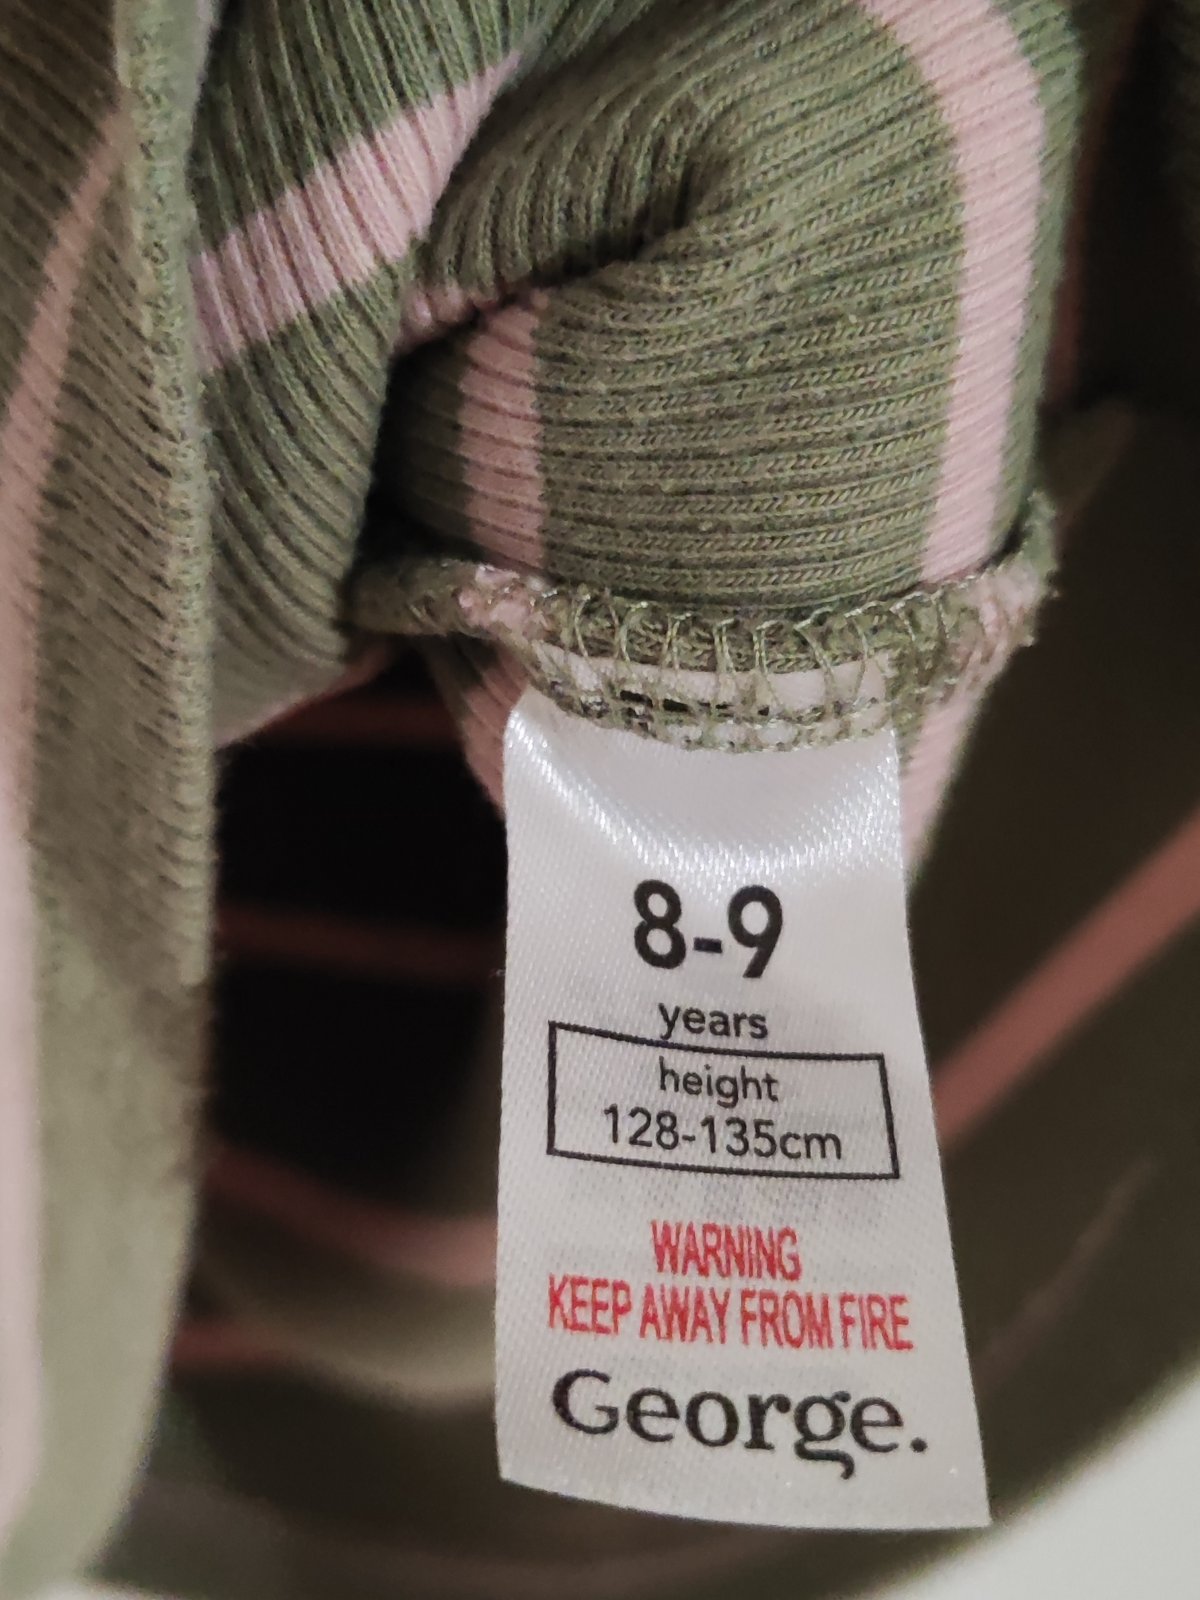 8-9
years
height
128-135cm
WARNING
KEEP AWAY FROM FIRE
George.